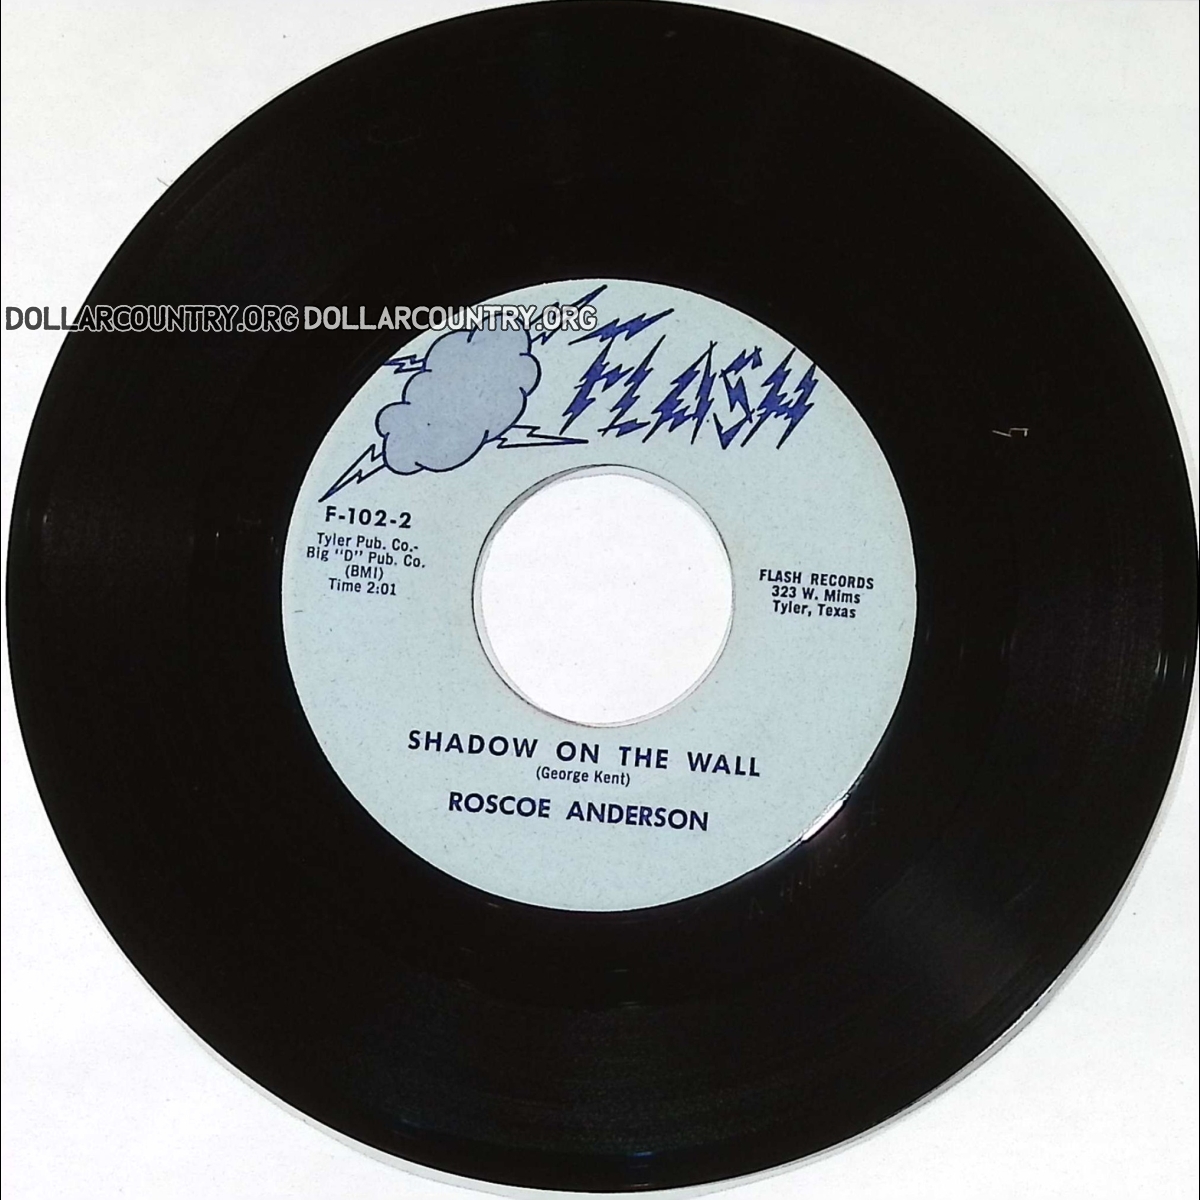 DOLLARCOUNTRY.ORG DOLLARCOUNTRY.ORG
FLASH
F-102-2
Tyler Pub. Co.-
Big "D" Pub. Co.
(BMI)
Time 2:01
FLASH RECORDS
323 W. Mims
Tyler, Texas
SHADOW ON THE WALL
(George Kent)
ROSCOE ANDERSON